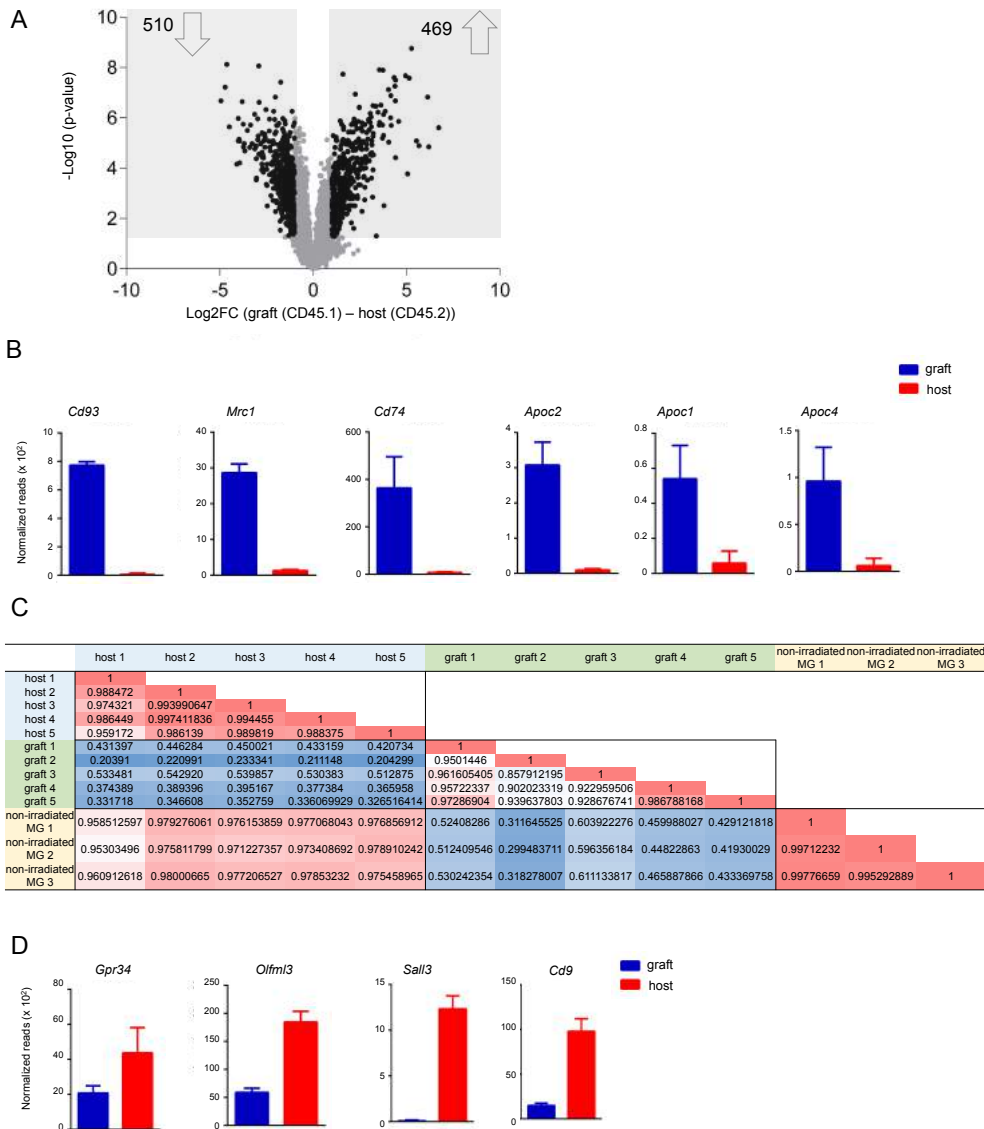 A
510
469
10
8
6
4
2
0
-Log10 (p-value)
-10
-5
0
5
10
Log2FC (graft (CD45.1) – host (CD45.2))
B
graft
host
Cd93
Mrc1
Cd74
Apoc2
Apoc1
Apoc4
Normalized reads (x 10²)
10
8
6
4
2
0
40
30
20
10
0
600
400
200
0
4
3
2
1
0
0.8
0.6
0.4
0.2
0
1.5
1
0.5
0
C
host 1 host 2 host 3 host 4 host 5 graft 1 graft 2 graft 3 graft 4 graft 5 non-irradiated MG 1 non-irradiated MG 2 non-irradiated MG 3
host 1 1
host 2 0.988472 1
host 3 0.974321 0.993990647 1
host 4 0.986449 0.997411836 0.994455 1
host 5 0.959172 0.986139 0.989819 0.988375 1
graft 1 0.431397 0.446284 0.450021 0.433159 0.420734 1
graft 2 0.20391 0.220991 0.233341 0.211148 0.204299 0.9501446 1
graft 3 0.533481 0.542920 0.539857 0.530383 0.512875 0.961605405 0.857912195 1
graft 4 0.374389 0.389396 0.395167 0.377384 0.365958 0.95722337 0.902023319 0.922959506 1
graft 5 0.331718 0.346608 0.352759 0.336069929 0.326516414 0.97286904 0.939637803 0.928676741 0.986788168 1
non-irradiated MG 1 0.958512597 0.979276061 0.976153859 0.977068043 0.976856912 0.52408286 0.311645525 0.603922276 0.459988027 0.429121818 1
non-irradiated MG 2 0.95303496 0.975811799 0.971227357 0.973408692 0.978910242 0.512409546 0.299483711 0.596356184 0.44822863 0.41930029 0.99712232 1
non-irradiated MG 3 0.960912618 0.98000665 0.977206527 0.97853232 0.975458965 0.530242354 0.318278007 0.611133817 0.465887866 0.433369758 0.99776659 0.995292889 1
D
Gpr34
Olfml3
Sall3
Cd9
graft
host
Normalized reads (x 10²)
80
60
40
20
0
250
200
150
100
50
0
15
10
5
0
150
100
50
0